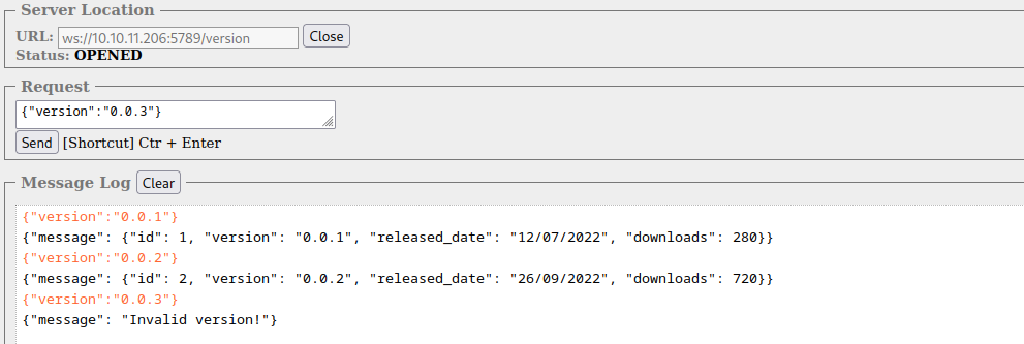 Server Location
URL: ws://10.10.11.206:5789/version Close
Status: OPENED
Request
{"version":"0.0.3"}
Send [Shortcut] Ctr + Enter
Message Log Clear
{"version":"0.0.1"}
{"message": {"id": 1, "version": "0.0.1", "released_date": "12/07/2022", "downloads": 280}}
{"version":"0.0.2"}
{"message": {"id": 2, "version": "0.0.2", "released_date": "26/09/2022", "downloads": 720}}
{"version":"0.0.3"}
{"message": "Invalid version!"}